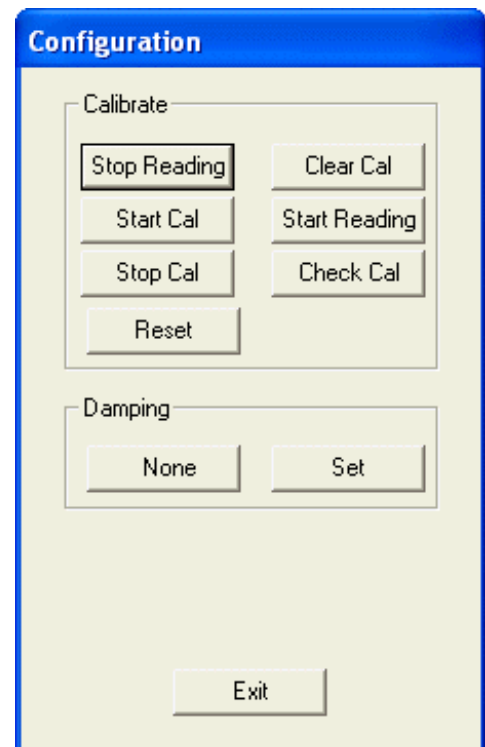 Configuration
Calibrate
Stop Reading Clear Cal
Start Cal Start Reading
Stop Cal Check Cal
Reset
Damping
None Set
Exit